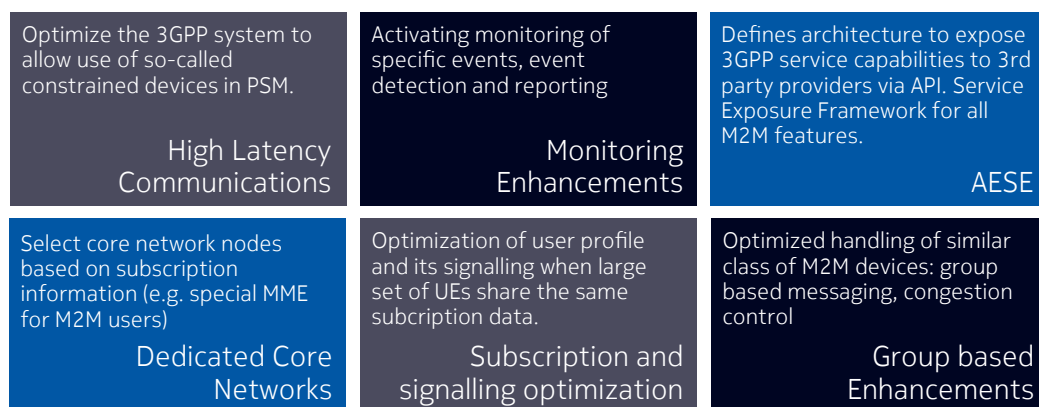 Optimize the 3GPP system to
allow use of so-called
constrained devices in PSM.
High Latency
Communications
Activating monitoring of
specific events, event
detection and reporting
Monitoring
Enhancements
Defines architecture to expose
3GPP service capabilities to 3rd
party providers via API. Service
Exposure Framework for all
M2M features.
AESE
Select core network nodes
based on subscription
information (e.g. special MME
for M2M users)
Dedicated Core
Networks
Optimization of user profile
and its signalling when large
set of UEs share the same
subcription data.
Subscription and
signalling optimization
Optimized handling of similar
class of M2M devices: group
based messaging, congestion
control
Group based
Enhancements